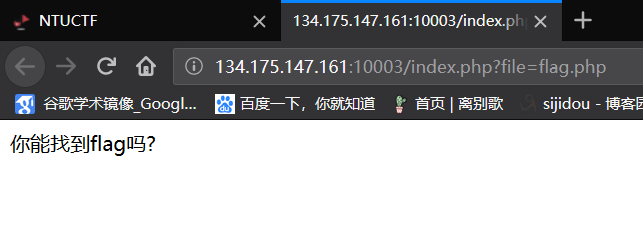 NTUCTF
134.175.147.161:10003/index.php
134.175.147.161:10003/index.php?file=flag.php
谷歌学术镜像_Googl...
百度一下，你就知道
首页 | 离别歌
sijidou - 博客园
你能找到flag吗?